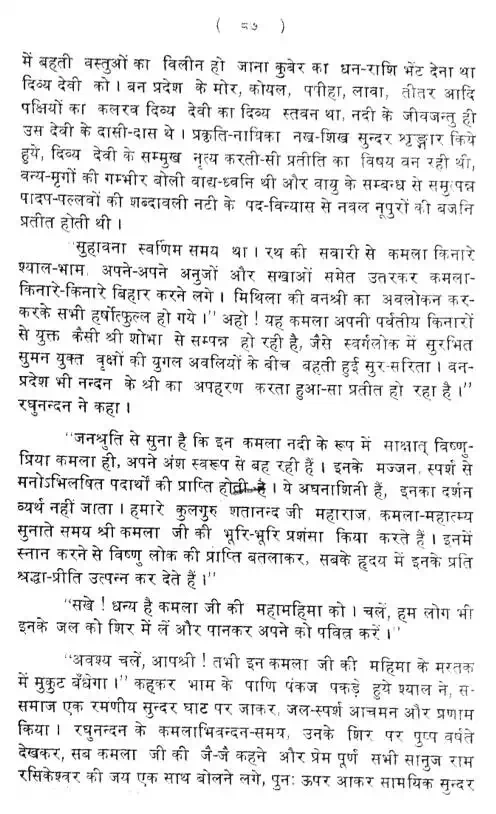 ( ८७ )
में बहती वस्तुओं का विलीन हो जाना कुबेर का धन-राशि भेंट देना था
दिव्य देवी को । बन प्रदेश के मोर, कोयल, पपीहा, लावा, तीतर आदि
पक्षियों का कलरव दिव्य देवी का दिव्य स्तवन था, नदी के जीवजन्तु ही
उस देवी के दासी-दास थे । प्रकृति-नायिका नख-शिख सुन्दर शृङ्गार किये
हुये, दिव्य देवी के सम्मुख नृत्य करती-सी प्रतीति का विषय वन रही थी,
वन्य-मृगों की गम्भीर बोली वाद्य-ध्वनि थी और वायु के सम्बन्ध से समुत्पन्न
पादप-पल्लवों की शब्दावली नटी के पद-विन्यास से नवल नूपुरों की बजनि
प्रतीत होती थी ।
"सुहावना स्वणिम समय था । रथ की सवारी से कमला किनारे
श्याल-भाम, अपने-अपने अनुजों और सखाओं समेत उतरकर कमला-
किनारे-किनारे बिहार करने लगे । मिथिला की वनश्री का अवलोकन कर-
करके सभी हर्षोत्फुल्ल हो गये ।" अहो ! यह कमला अपनी पर्वतीय किनारों
से युक्त कैसी श्री शोभा से सम्पन्न हो रही है, जैसे स्वर्गलोक में सुरभित
सुमन युक्त वृक्षों की युगल अवलियों के वीच बहती हुई सुर-सरिता । वन-
प्रदेश भी नन्दन के श्री का अपहरण करता हुआ-सा प्रतीत हो रहा है ।"
रघुनन्दन ने कहा ।
"जनश्रुति से सुना है कि इन कमला नदी के रूप में साक्षात् विष्णु-
प्रिया कमला ही, अपने अंश स्वरूप से बह रही हैं । इनके मज्जन, स्पर्श से
मनोऽभिलषित पदार्थों की प्राप्ति होती है । ये अघनाशिनी हैं, इनका दर्शन
व्यर्थ नहीं जाता । हमारे कुलगुरु शतानन्द जी महाराज, कमला-महात्म्य
सुनाते समय श्री कमला जी की भूरि-भूरि प्रशंसा किया करते हैं । इनमें
स्नान करने से विष्णु लोक की प्राप्ति बतलाकर, सबके हृदय में इनके प्रति
श्रद्धा-प्रीति उत्पन्न कर देते हैं ।"
"सखे ! धन्य है कमला जी की महामहिमा को । चलें, हम लोग भी
इनके जल को शिर में लें और पानकर अपने को पवित्र करें ।"
"अवश्य चलें, आपश्री ! तभी इन कमला जी की महिमा के मस्तक
में मुकुट बँधेगा ।" कहकर भाम के पाणि पंकज पकड़े हुये श्याल ने, स-
समाज एक रमणीय सुन्दर घाट पर जाकर, जल-स्पर्श आचमन और प्रणाम
किया । रघुनन्दन के कमलाभिवन्दन-समय, उनके शिर पर पुष्प वर्षते
देखकर, सब कमला जी की जै-जै कहने और प्रेम पूर्ण सभी सानुज राम
रसिकेश्वर की जय एक साथ बोलने लगे, पुनः ऊपर आकर सामयिक सुन्दर